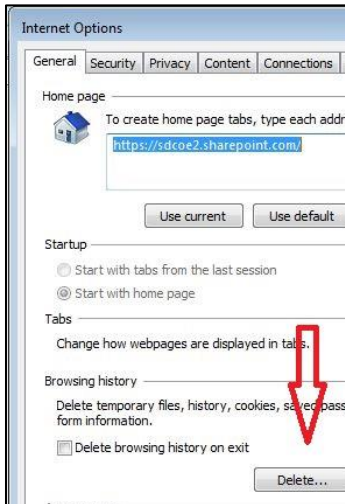 Internet Options
General Security Privacy Content Connections
Home page
To create home page tabs, type each addr
https://sdcoe2.sharepoint.com/
Use current Use default
Startup
Start with tabs from the last session
Start with home page
Tabs
Change how webpages are displayed in tabs.
Browsing history
Delete temporary files, history, cookies, saved pass
form information.
Delete browsing history on exit
Delete...